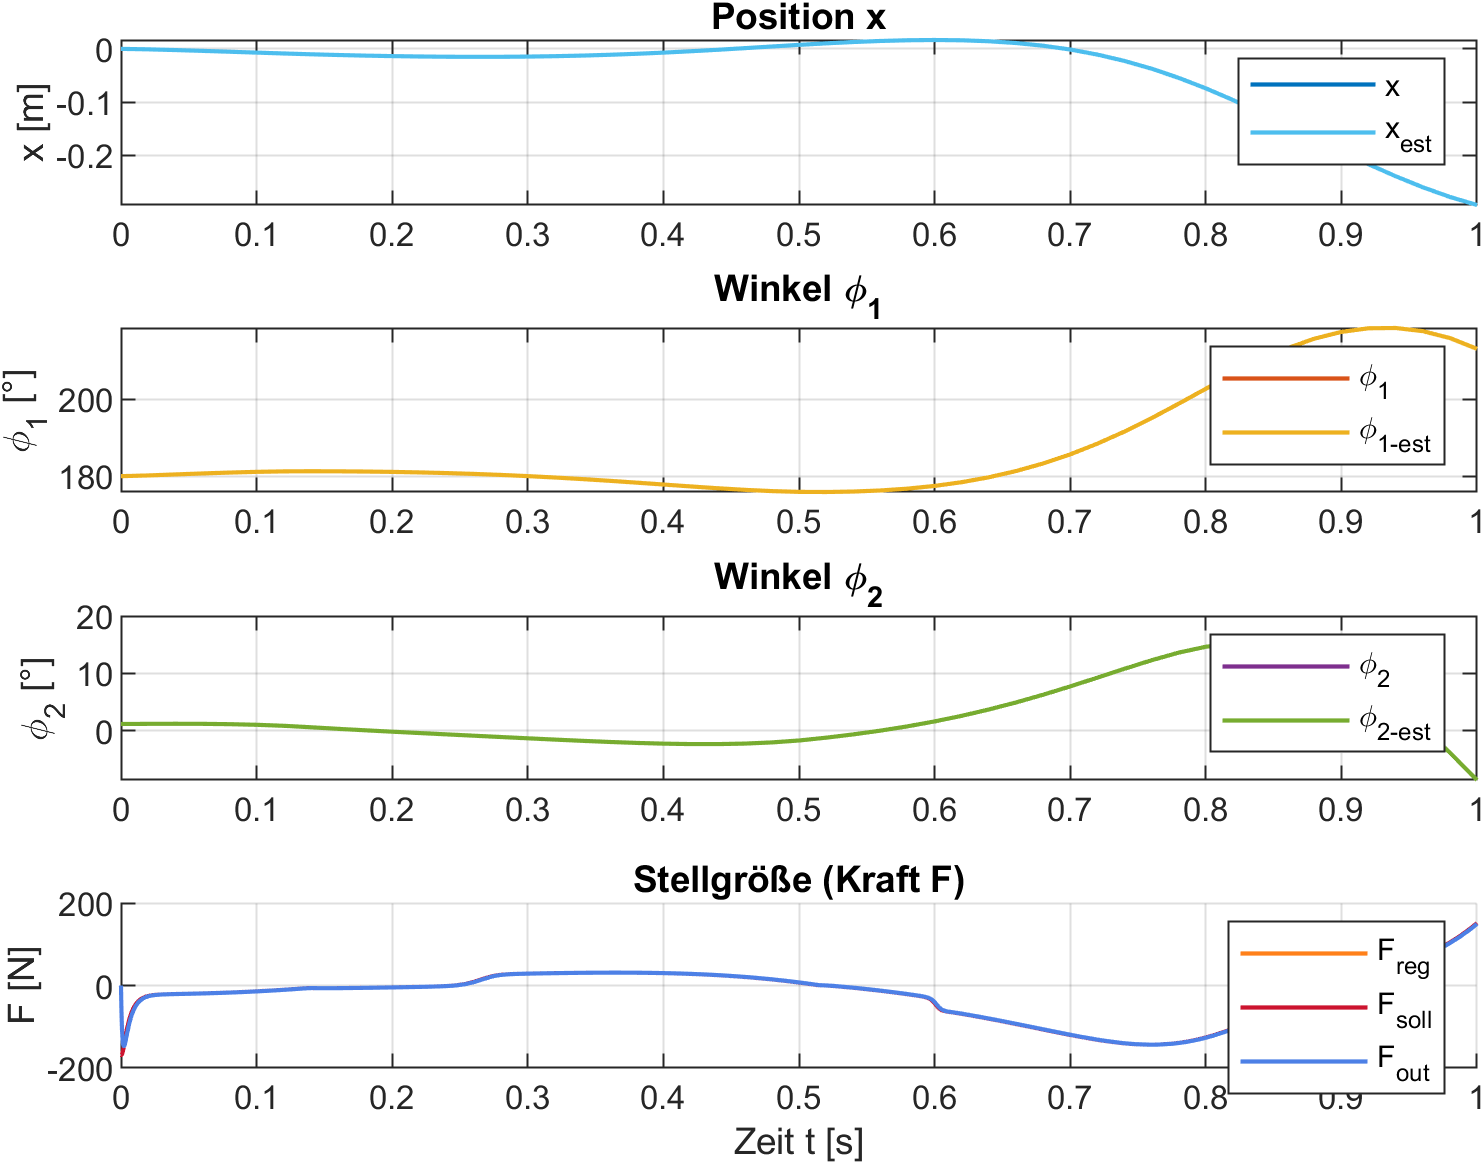 Position x
x [m]
0
-0.1
-0.2
x
x_est
0 0.1 0.2 0.3 0.4 0.5 0.6 0.7 0.8 0.9 1
Winkel ϕ_1
ϕ_1 [°]
200
180
ϕ_1
ϕ_1-est
0 0.1 0.2 0.3 0.4 0.5 0.6 0.7 0.8 0.9 1
Winkel ϕ_2
ϕ_2 [°]
20
10
0
ϕ_2
ϕ_2-est
0 0.1 0.2 0.3 0.4 0.5 0.6 0.7 0.8 0.9 1
Stellgröße (Kraft F)
F [N]
200
0
-200
F_reg
F_soll
F_out
0 0.1 0.2 0.3 0.4 0.5 0.6 0.7 0.8 0.9 1
Zeit t [s]